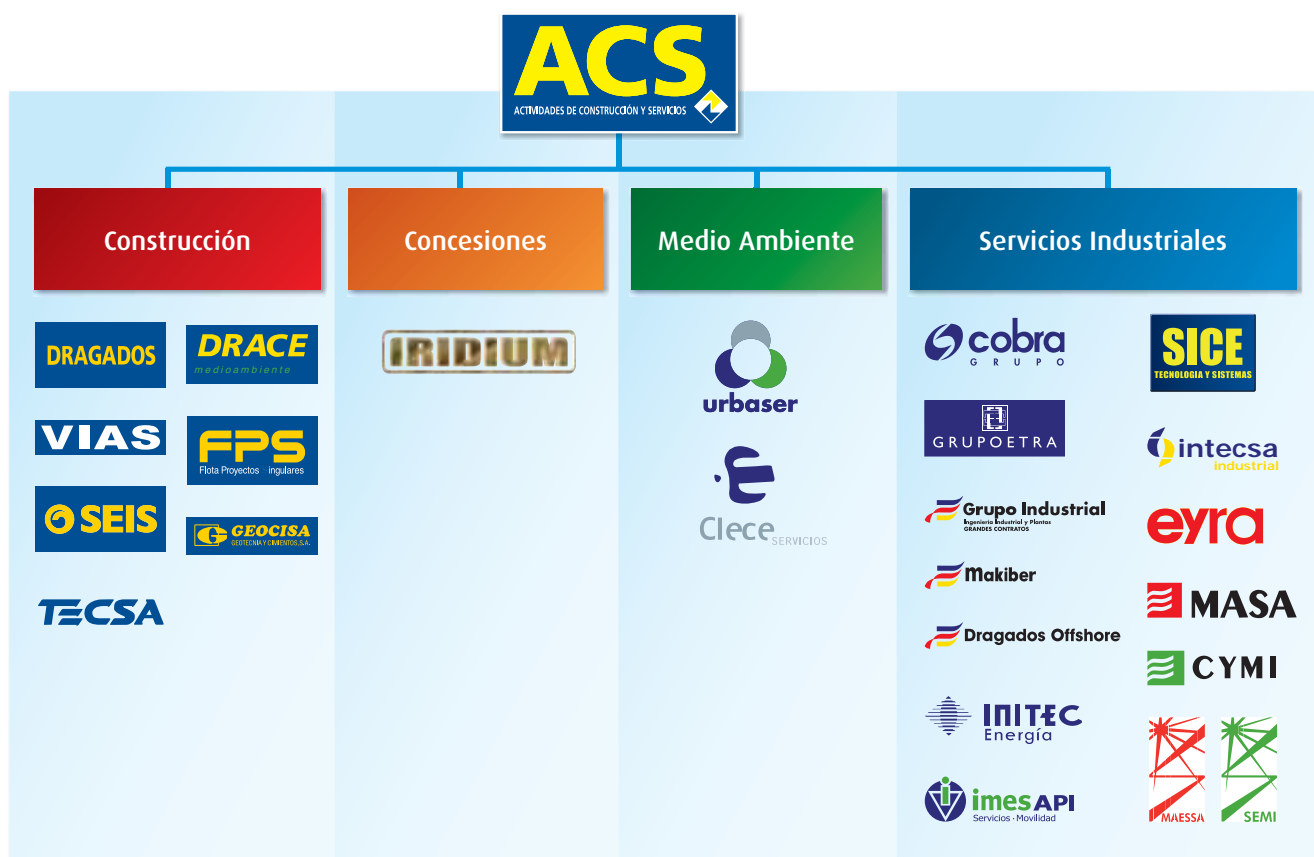 ACS
ACTIVIDADES DE CONSTRUCCIÓN Y SERVICIOS
Construcción
Concesiones
Medio Ambiente
Servicios Industriales
DRAGADOS
DRACE
medioambiente
VIAS
FPS
Flota Proyectos ingulares
SEIS
GEOCISA
GEOTECNIA Y CIMIENTOS, S.A.
TECSA
IRIDIUM
urbaser
Clece
SERVICIOS
cobra
GRUPO
GRUPOETRA
Grupo Industrial
Ingeniería Industrial y Plantas
GRANDES CONTRATOS
Makiber
Dragados Offshore
INITEC
Energía
imesAPI
Servicios · Movilidad
SICE
TECNOLOGIA Y SISTEMAS
intecsa
industrial
eyra
MASA
CYMI
MAESSA
SEMI